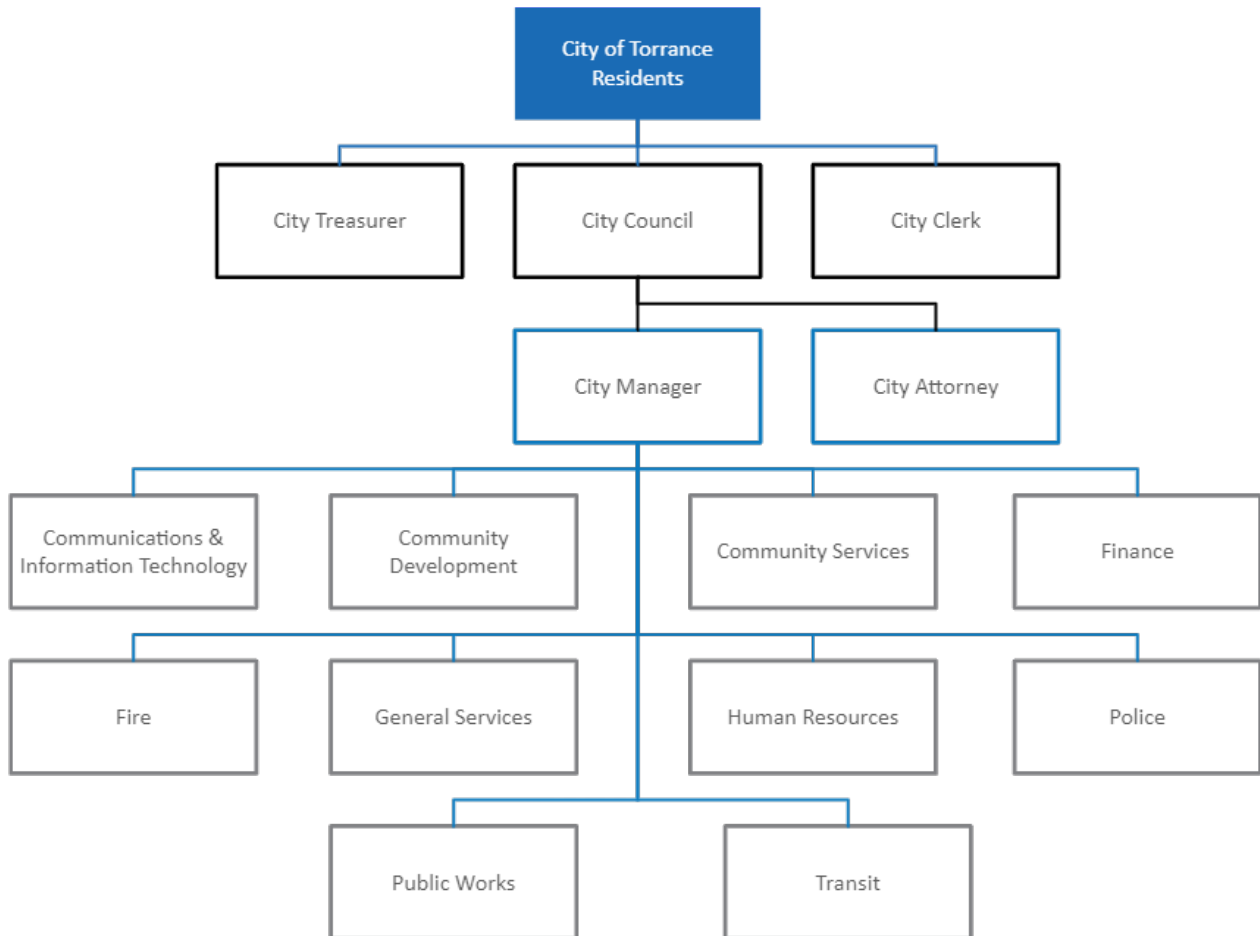 City of Torrance
Residents
City Treasurer
City Council
City Clerk
City Manager
City Attorney
Communications &
Information Technology
Community
Development
Community Services
Finance
Fire
General Services
Human Resources
Police
Public Works
Transit